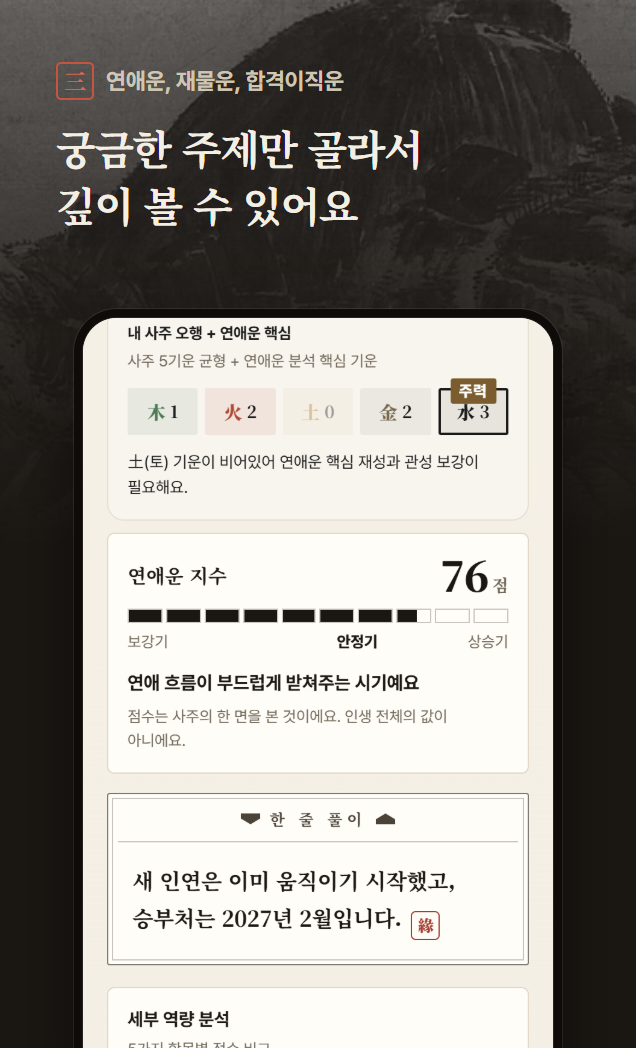 三 연애운, 재물운, 합격이직운
궁금한 주제만 골라서
깊이 볼 수 있어요
내 사주 오행 + 연애운 핵심
사주 5기운 균형 + 연애운 분석 핵심 기운
주력
木 1 火 2 土 0 金 2 水 3
土(토) 기운이 비어있어 연애운 핵심 재성과 관성 보강이
필요해요.
연애운 지수 76 점
보강기 안정기 상승기
연애 흐름이 부드럽게 받쳐주는 시기예요
점수는 사주의 한 면을 본 것이에요. 인생 전체의 값이
아니에요.
한 줄 풀이
새 인연은 이미 움직이기 시작했고,
승부처는 2027년 2월입니다. 緣
세부 역량 분석